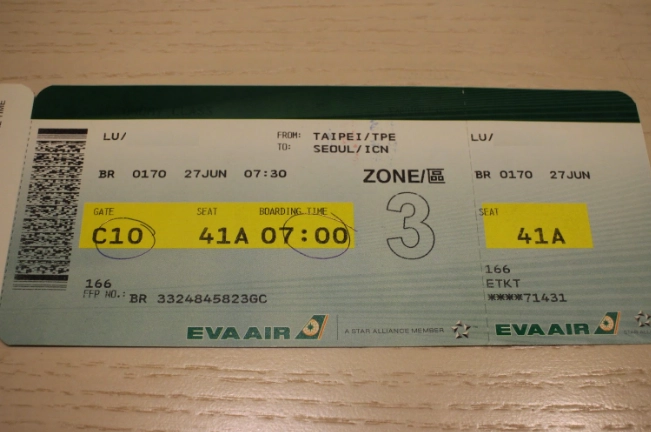 LU/
FROM: TAIPEI/TPE
TO: SEOUL/ICN
BR 0170 27JUN 07:30
ZONE/區
3
GATE SEAT BOARDING TIME
C10 41A 07:00
166
FFP NO.: BR 3324845823GC
EVA AIR A STAR ALLIANCE MEMBER
LU/
BR 0170 27JUN
SEAT
41A
166
ETKT
****71431
EVA AIR